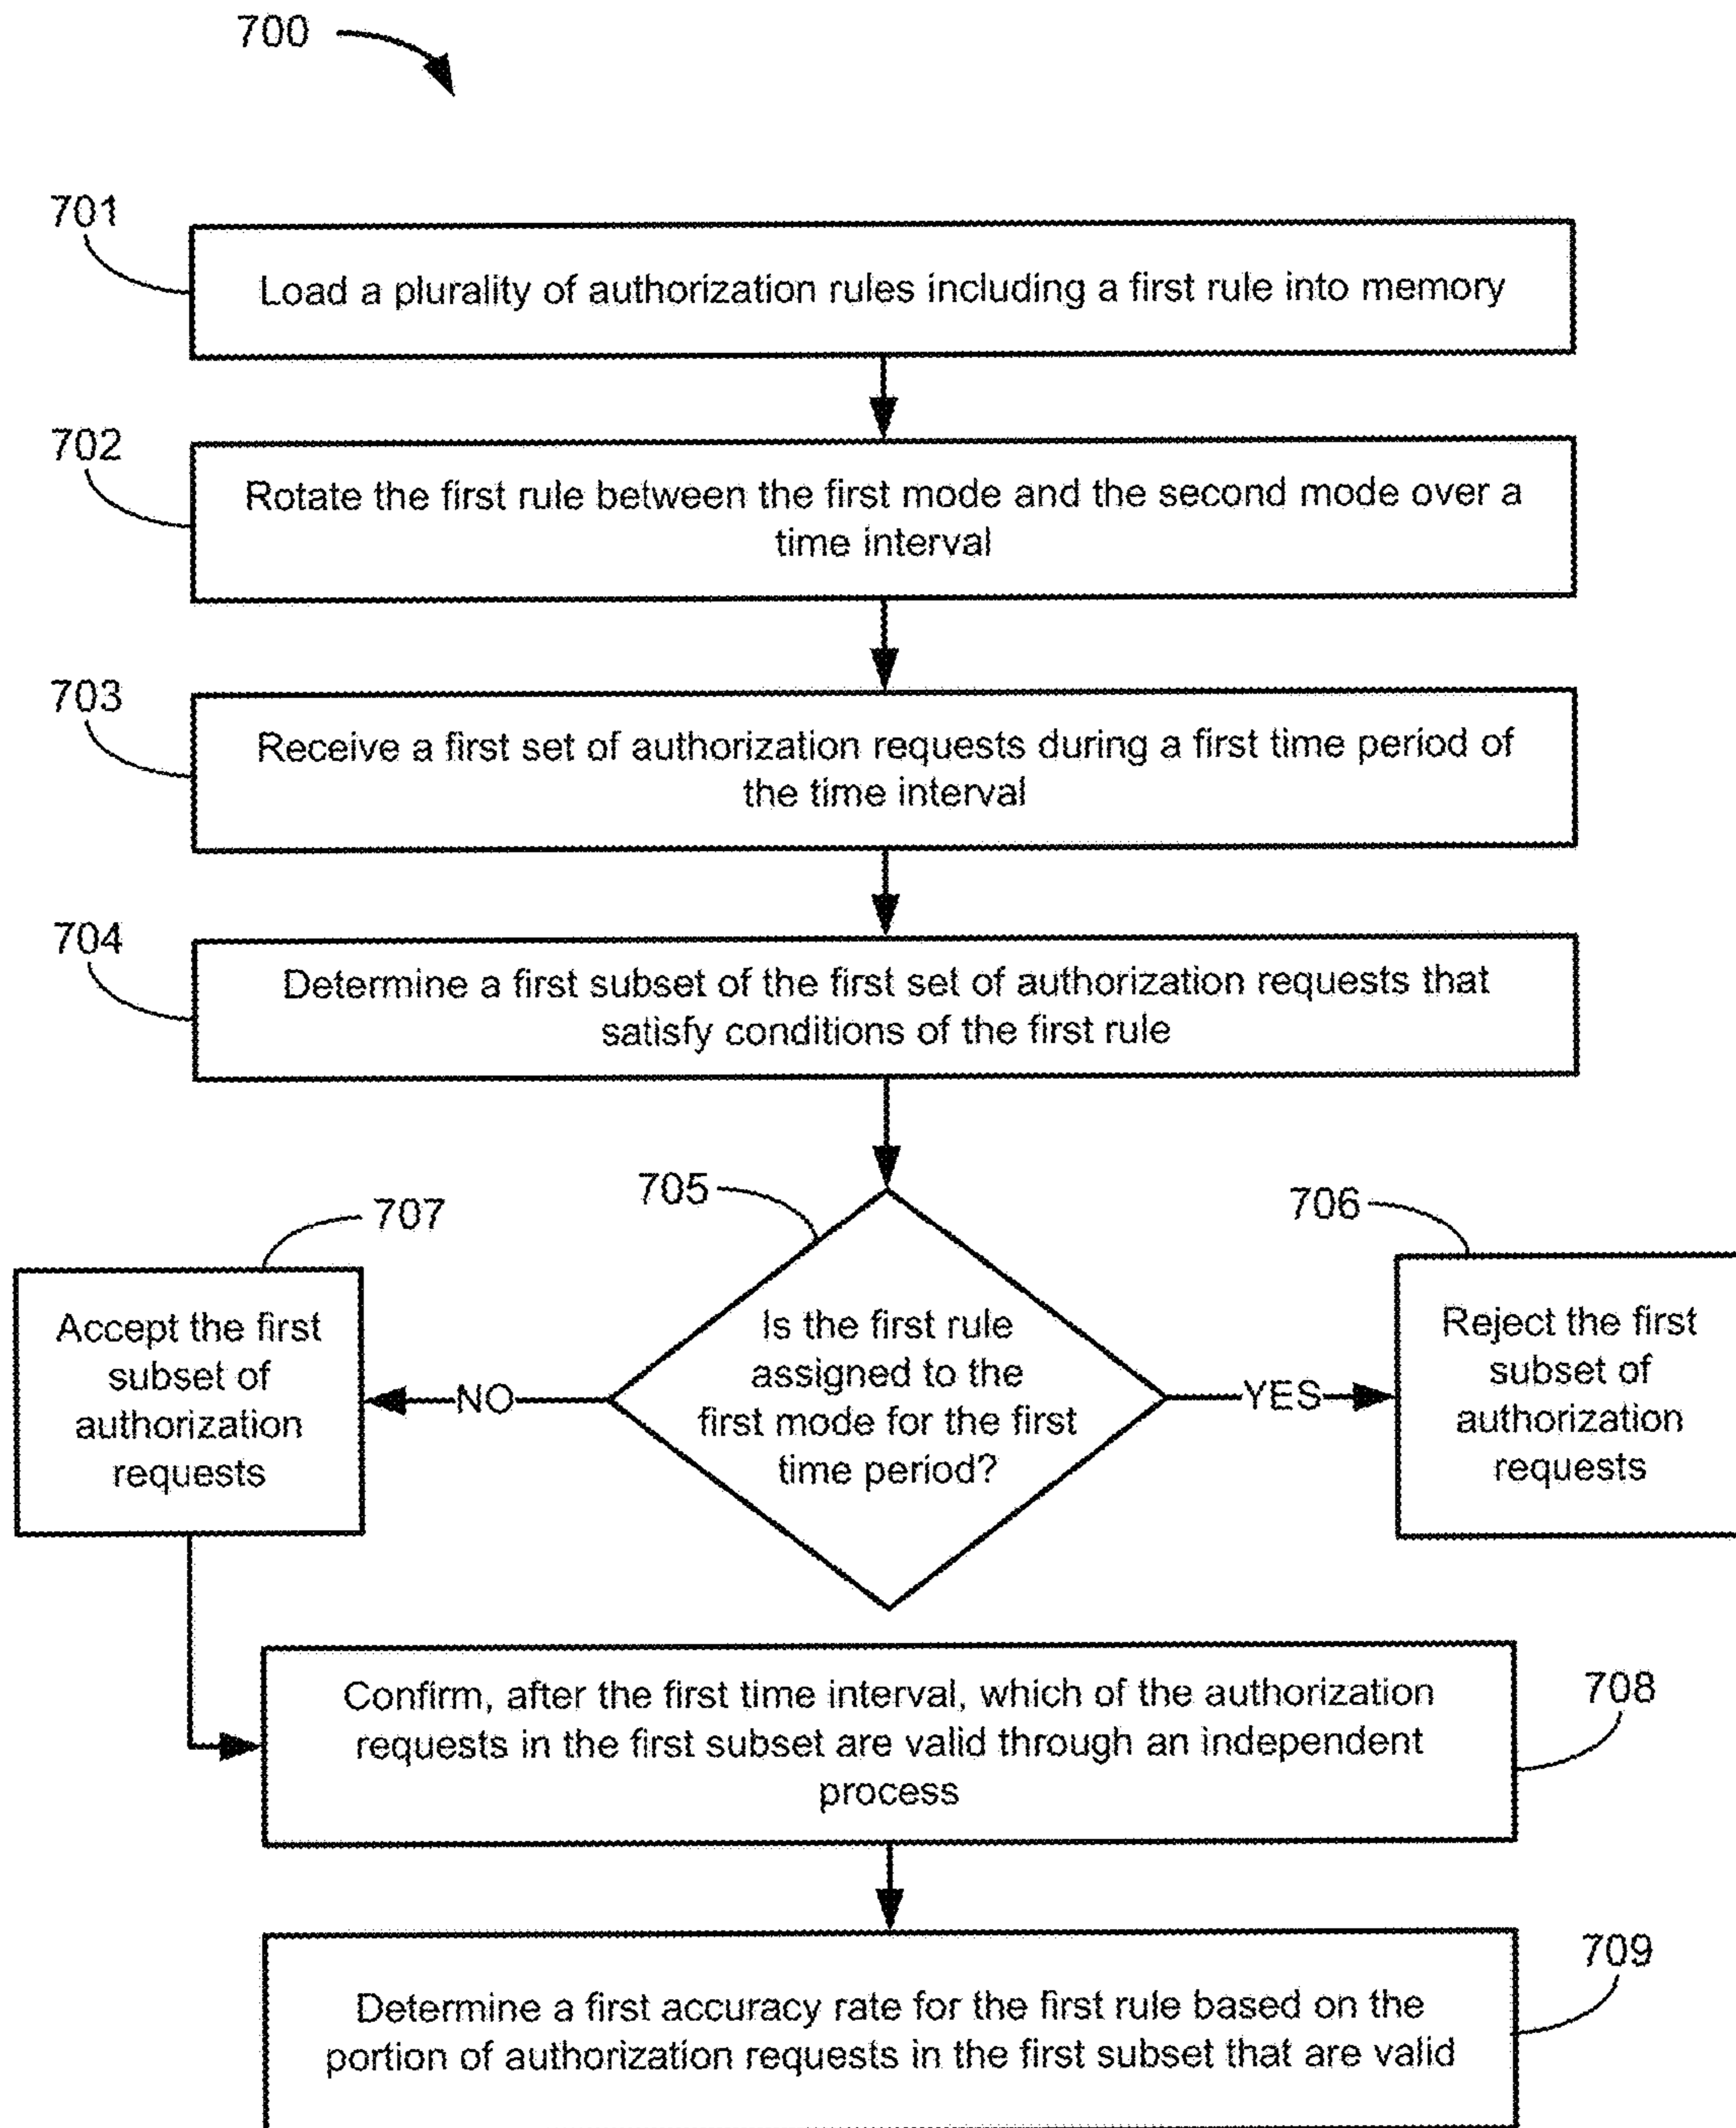 700
701
Load a plurality of authorization rules including a first rule into memory
702
Rotate the first rule between the first mode and the second mode over a
time interval
703
Receive a first set of authorization requests during a first time period of
the time interval
704
Determine a first subset of the first set of authorization requests that
satisfy conditions of the first rule
705
Is the first rule
assigned to the
first mode for the first
time period?
NO
YES
707
Accept the first
subset of
authorization
requests
706
Reject the first
subset of
authorization
requests
708
Confirm, after the first time interval, which of the authorization
requests in the first subset are valid through an independent
process
709
Determine a first accuracy rate for the first rule based on the
portion of authorization requests in the first subset that are valid